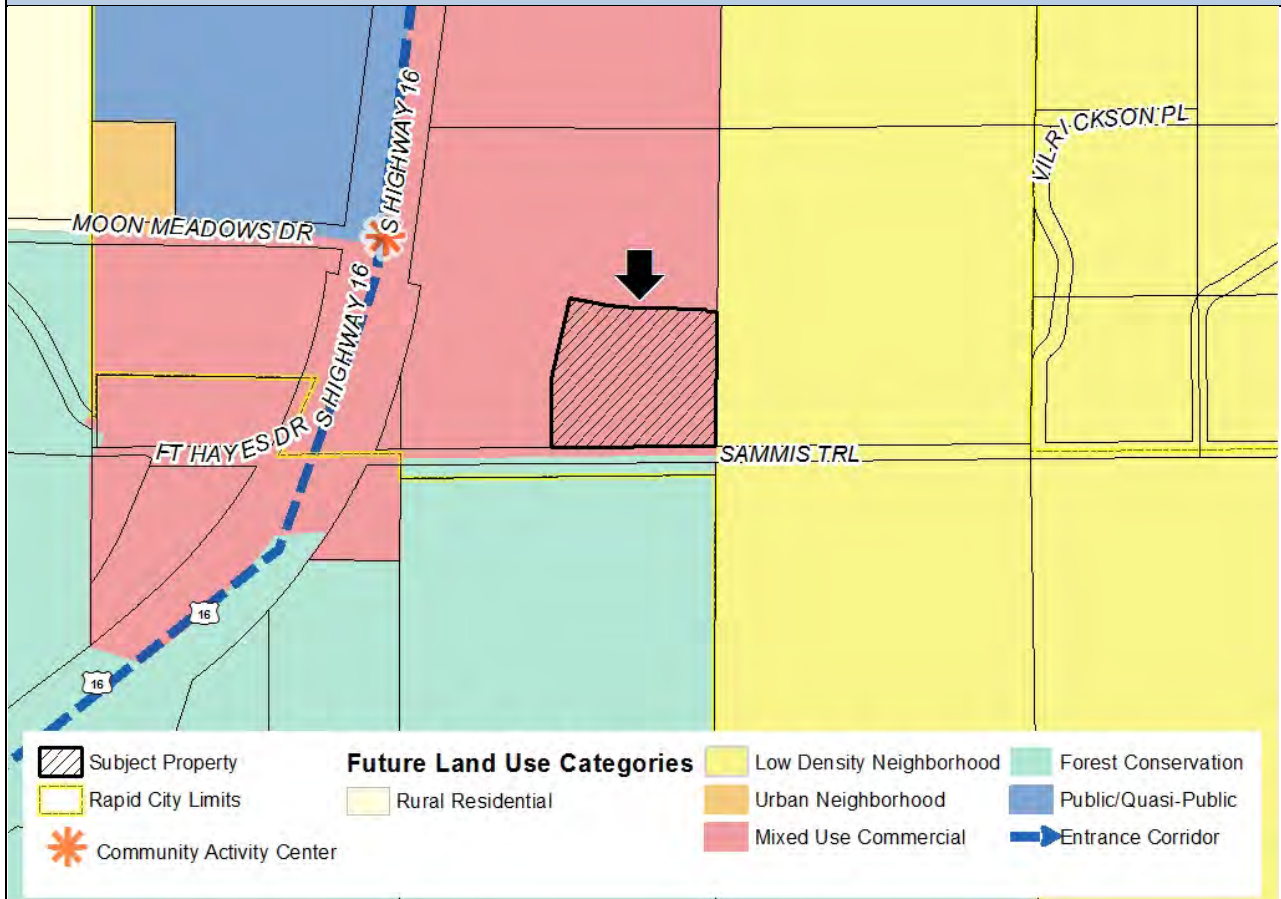 S HIGHWAY 16
VILRICKSON PL
MOON MEADOWS DR
S HIGHWAY 16
FT HAYES DR
SAMMIS TRL
16
16
Subject Property
Rapid City Limits
Community Activity Center
Future Land Use Categories
Rural Residential
Low Density Neighborhood
Urban Neighborhood
Mixed Use Commercial
Forest Conservation
Public/Quasi-Public
Entrance Corridor